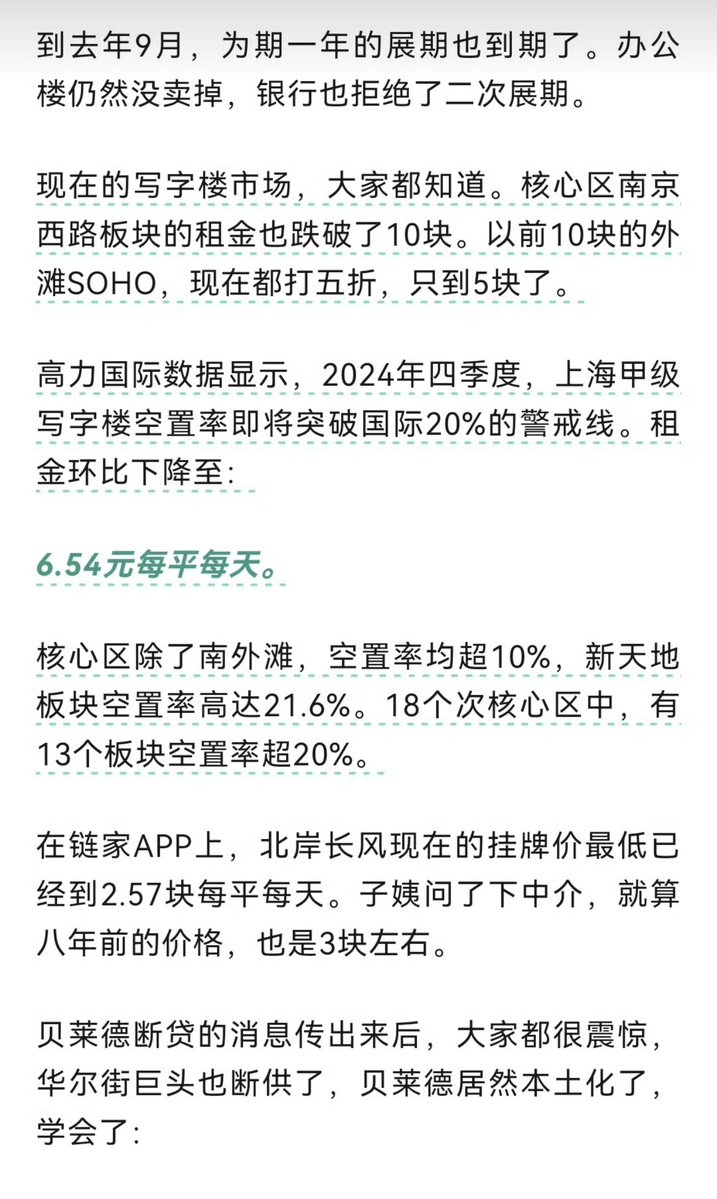 到去年9月，为期一年的展期也到期了。办公
楼仍然没卖掉，银行也拒绝了二次展期。
现在的写字楼市场，大家都知道。核心区南京
西路板块的租金也跌破了10块。以前10块的外
滩SOHO，现在都打五折，只到5块了。
高力国际数据显示，2024年四季度，上海甲级
写字楼空置率即将突破国际20%的警戒线。租
金环比下降至：
6.54元每平每天。
核心区除了南外滩，空置率均超10%，新天地
板块空置率高达21.6%。18个次核心区中，有
13个板块空置率超20%。
在链家APP上，北岸长风现在的挂牌价最低已
经到2.57块每平每天。子姨问了下中介，就算
八年前的价格，也是3块左右。
贝莱德断贷的消息传出来后，大家都很震惊，
华尔街巨头也断供了，贝莱德居然本土化了，
学会了：